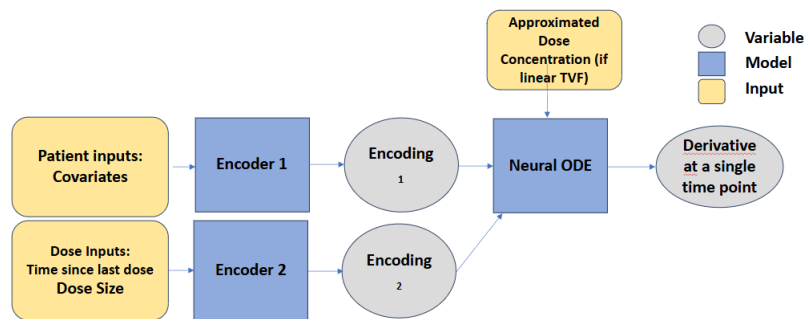 Approximated
Dose
Concentration (if
linear TVF)
Variable
Model
Input
Patient inputs:
Covariates
Encoder 1
Encoding
1
Neural ODE
Derivative
at a single
time point
Dose Inputs:
Time since last dose
Dose Size
Encoder 2
Encoding
2